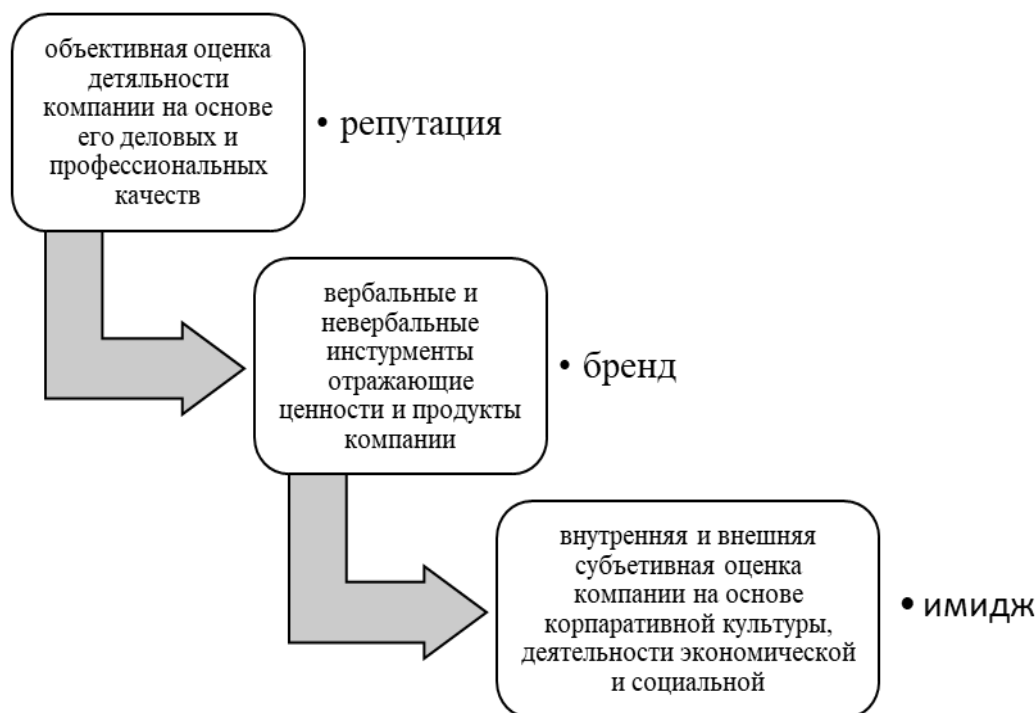 объективная оценка
детяльности
компании на основе
его деловых и
профессиональных
качеств
• репутация
вербальные и
невербальные
инстурменты
отражающие
ценности и продукты
компании
• бренд
внутренняя и внешняя
субъетивная оценка
компании на основе
корпаративной культуры,
деятельности экономической
и социальной
• имидж